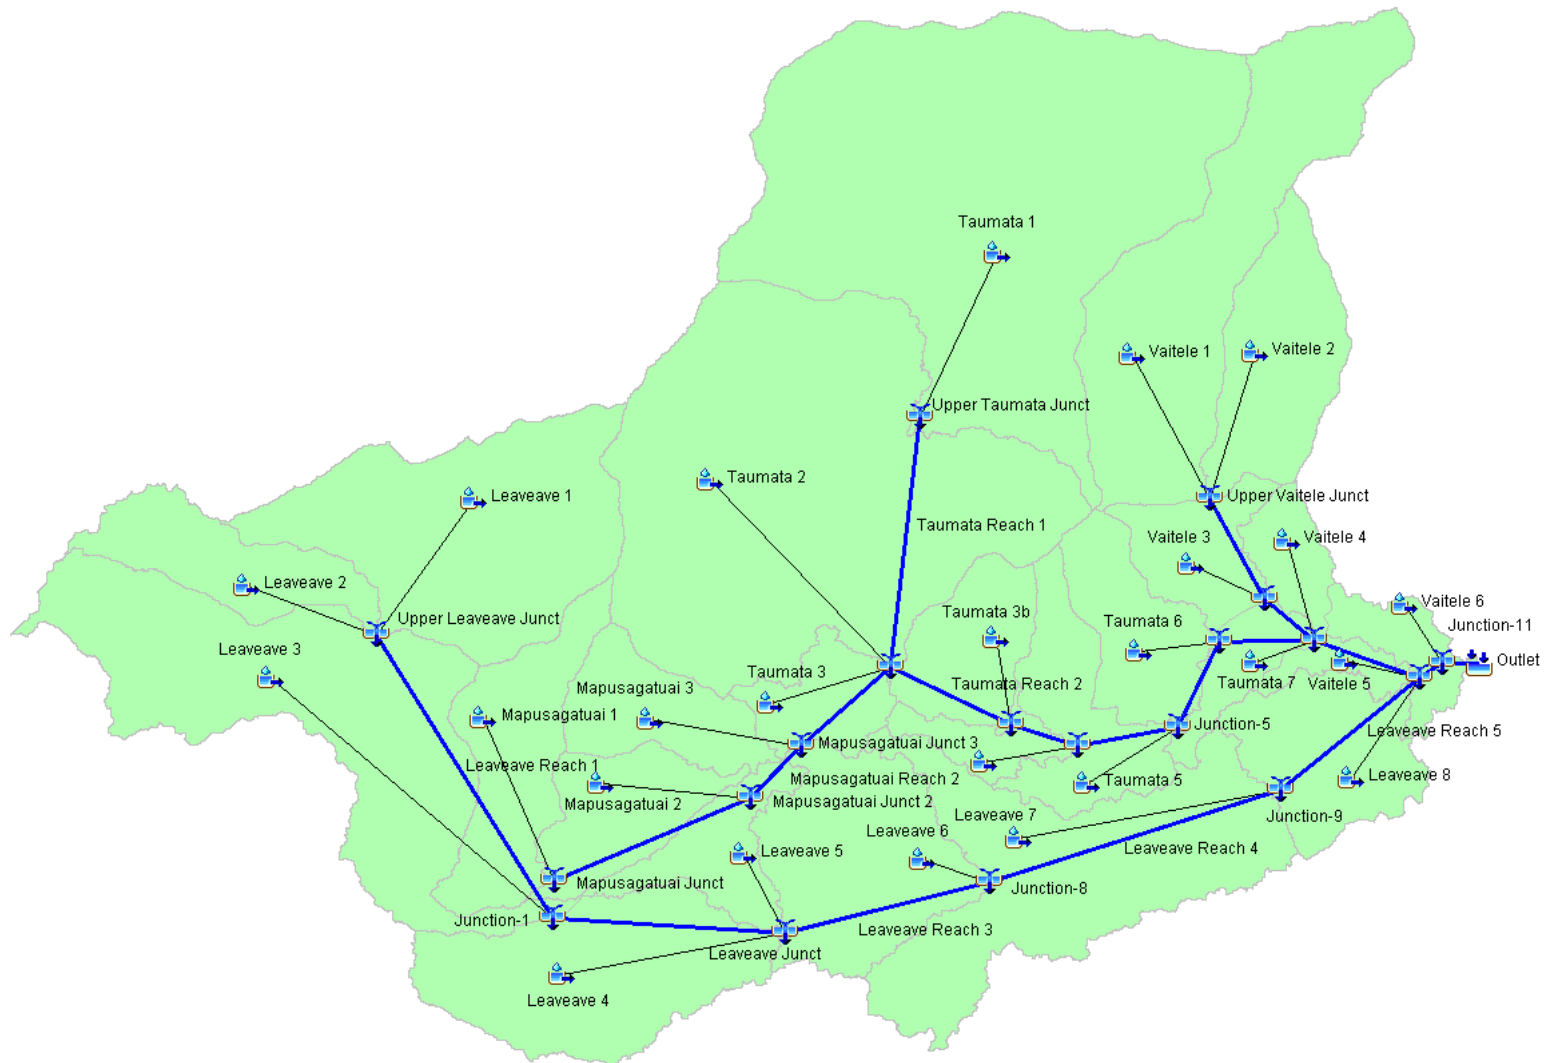 Taumata 1
Vaitele 1
Vaitele 2
Upper Taumata Junct
Taumata 2
Leaveave 1
Upper Vaitele Junct
Taumata Reach 1
Vaitele 4
Vaitele 3
Leaveave 2
Vaitele 6
Upper Leaveave Junct
Taumata 3b
Taumata 6
Junction-11
Leaveave 3
Outlet
Taumata 3
Taumata 7
Vaitele 5
Mapusagatuai 3
Taumata Reach 2
Mapusagatuai 1
Junction-5
Leaveave Reach 5
Mapusagatuai Junct 3
Leaveave Reach 1
Mapusagatuai Reach 2
Leaveave 8
Taumata 5
Mapusagatuai 2
Mapusagatuai Junct 2
Leaveave 7
Junction-9
Leaveave 6
Leaveave 5
Leaveave Reach 4
Mapusagatuai Junct
Junction-8
Junction-1
Leaveave Reach 3
Leaveave Junct
Leaveave 4